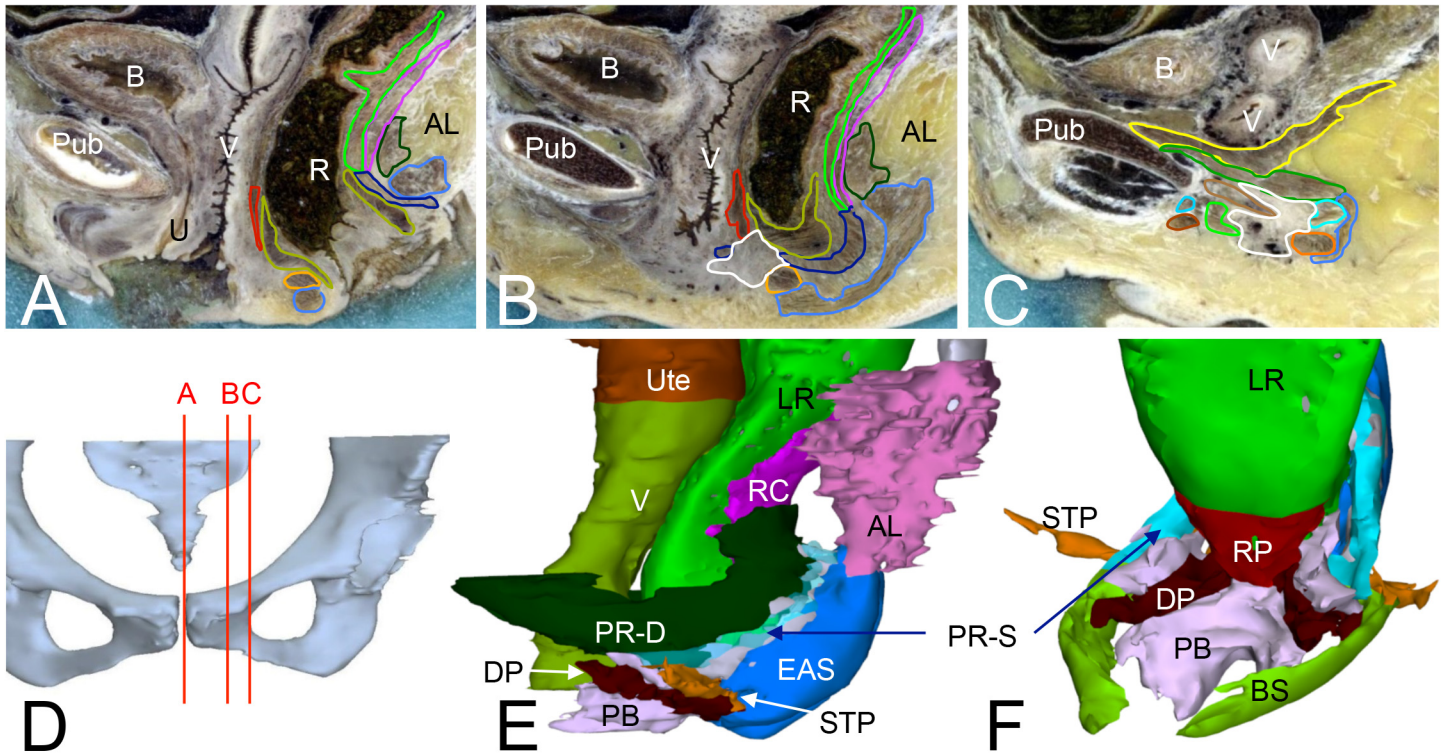 B
Pub
V
R
AL
U
A
B
Pub
V
R
AL
B
B
V
V
Pub
C
A
B
C
D
Ute
LR
RC
V
AL
PR-D
DP
EAS
PB
STP
E
PR-S
LR
STP
RP
DP
PB
BS
F